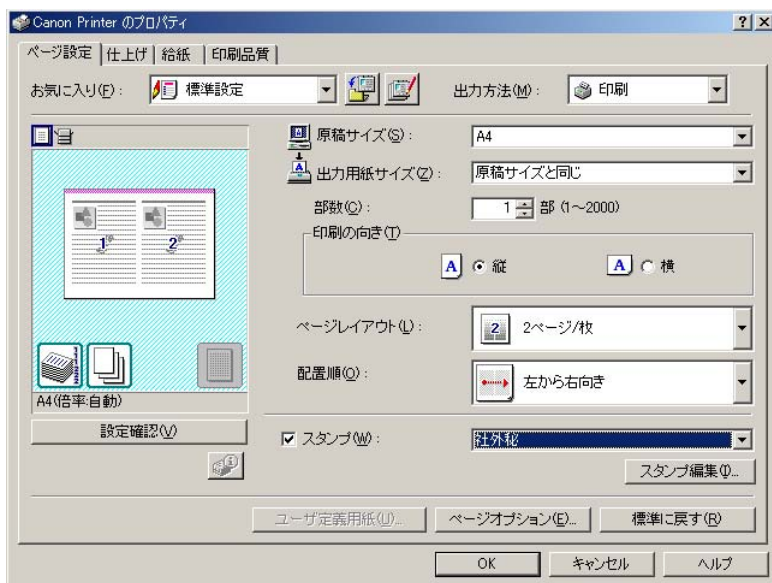 Canon Printer のプロパティ
ページ設定 仕上げ 給紙 印刷品質
お気に入り(F): 標準設定 出力方法(M): 印刷
原稿サイズ(S): A4
出力用紙サイズ(Z): 原稿サイズと同じ
部数(C): 1 部 (1～2000)
印刷の向き(T)
A 縦 A 横
ページレイアウト(L): 2 2ページ/枚
配置順(O): 左から右向き
1 2
A4(倍率:自動)
設定確認(V)
スタンプ(W): 社外秘
スタンプ編集(I)...
ユーザ定義用紙(U)... ページオプション(E)... 標準に戻す(R)
OK キャンセル ヘルプ